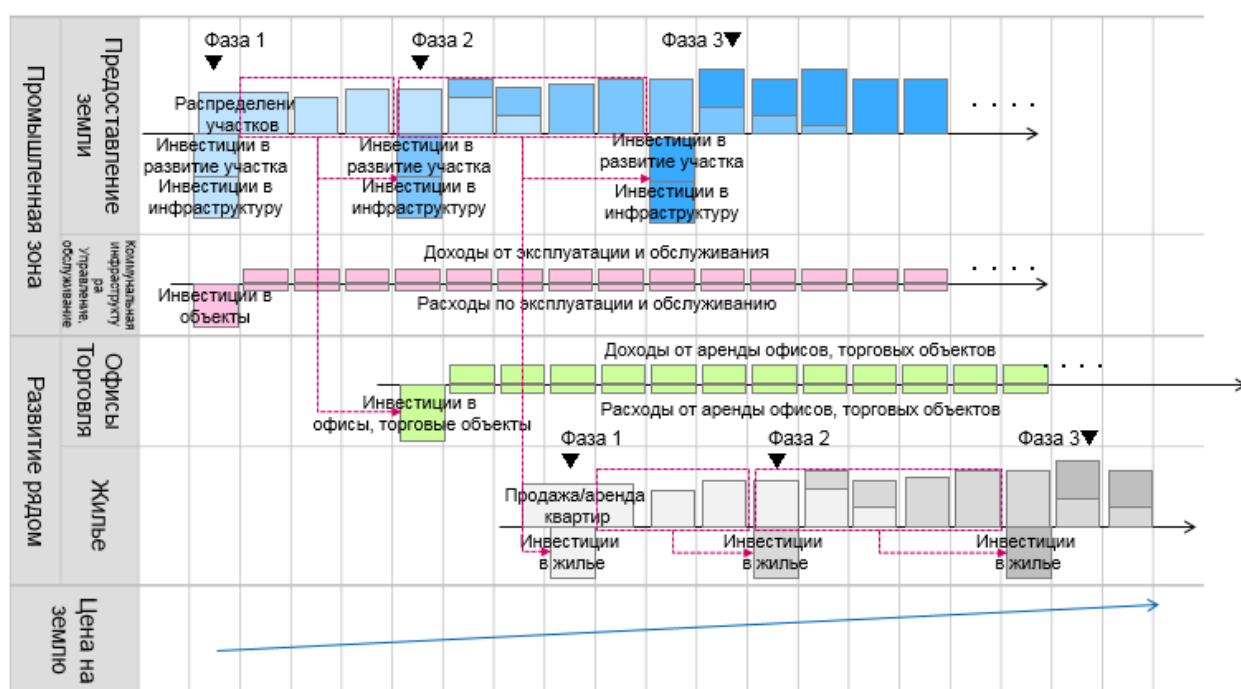 Промышленная зона
Предоставление
земли
Фаза 1
Фаза 2
Фаза 3
Распределени
участков
Инвестиции в
развитие участка
Инвестиции в
инфраструктуру
Инвестиции в
развитие участка
Инвестиции в
инфраструктуру
Инвестиции в
развитие участка
Инвестиции в
инфраструктуру
. . . .
Коммунальная
инфраструкту
ра
Управление,
обслуживание
Доходы от эксплуатации и обслуживания
. . . .
Инвестиции в
объекты
Расходы по эксплуатации и обслуживанию
Развитие рядом
Офисы
Торговля
Доходы от аренды офисов, торговых объектов
. . . .
Инвестиции в
офисы, торговые объекты
Расходы от аренды офисов, торговых объектов
Жилье
Фаза 1
Фаза 2
Фаза 3
Продажа/аренда
квартир
Инвестиции
в жилье
Инвестиции
в жилье
Инвестиции
в жилье
Цена на
землю